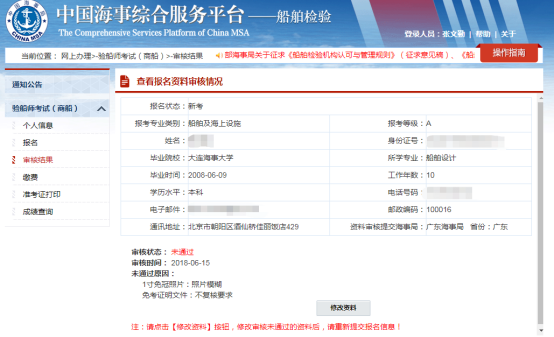 中国海事综合服务平台——船舶检验
The Comprehensive Services Platform of China MSA
CHINA MSA
登录人员：张文勤 | 帮助 | 关于
当前位置：网上办理->验船师考试（商船）->审核结果
部海事局关于征求《船舶检验机构认可与管理规则》（征求意见稿）、《船
操作指南
通知公告
验船师考试（商船）
个人信息
报名
审核结果
缴费
准考证打印
成绩查询
查看报名资料审核情况
报名状态：新考
报考专业类别：船舶及海上设施 报考等级：A
姓名： 身份证号：
毕业院校：大连海事大学 所学专业：船舶设计
毕业时间：2008-06-09 工作年数：10
学历水平：本科 电话号码：
电子邮件： 邮政编码：100016
通讯地址：北京市朝阳区酒仙桥佳丽饭店429 资料审核提交海事局：广东海事局 省份：广东
审核状态：未通过
审核时间：2018-06-15
未通过原因：
1寸免冠照片：照片模糊
免考证明文件：不复核要求
修改资料
注：请点击【修改资料】按钮，修改审核未通过的资料后，请重新提交报名信息！